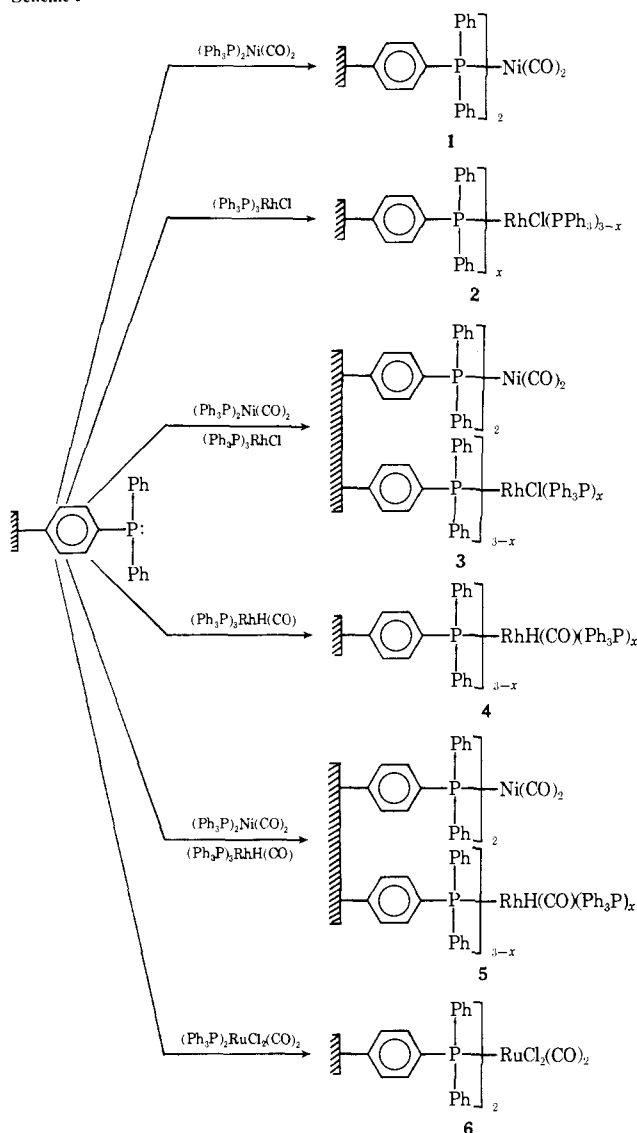 (Ph3P)2Ni(CO)2
Ph
P
Ni(CO)2
Ph
2
1
(Ph3P)3RhCl
Ph
P
RhCl(PPh3)3−x
Ph
x
2
(Ph3P)2Ni(CO)2
(Ph3P)3RhCl
Ph
P
Ni(CO)2
Ph
2
Ph
P
RhCl(Ph3P)x
Ph
3−x
3
Ph
P:
Ph
(Ph3P)3RhH(CO)
Ph
P
RhH(CO)(Ph3P)x
Ph
3−x
4
(Ph3P)2Ni(CO)2
(Ph3P)3RhH(CO)
Ph
P
Ni(CO)2
Ph
2
Ph
P
RhH(CO)(Ph3P)x
Ph
3−x
5
(Ph3P)2RuCl2(CO)2
Ph
P
RuCl2(CO)2
Ph
2
6